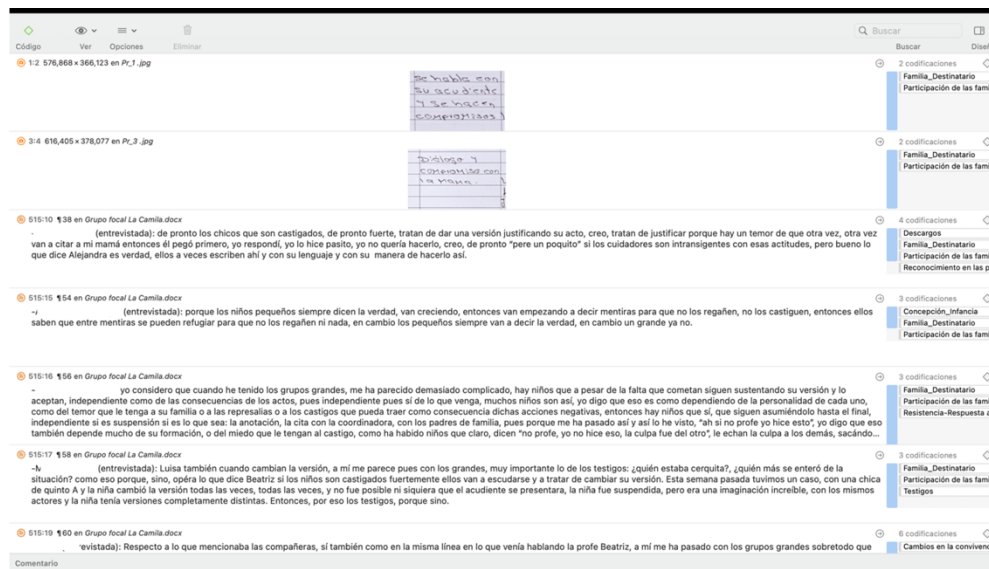 Buscar
Código
Ver
Opciones
Eliminar
Buscar
Diseñ
1:2 576,868 × 366,123 en Pr_1 .jpg
2 codificaciones
se habla con
su acudiente
y se hacen
compromisos
Familia_Destinatario
Participación de las fami
3:4 616,405 × 378,077 en Pr_3 .jpg
2 codificaciones
Diálogo y
compromiso con
la mamá.
Familia_Destinatario
Participación de las fami
515:10 ¶ 38 en Grupo focal La Camila.docx
4 codificaciones
(entrevistada): de pronto los chicos que son castigados, de pronto fuerte, tratan de dar una versión justificando su acto, creo, tratan de justificar porque hay un temor de que otra vez, otra vez
van a citar a mi mamá entonces él pegó primero, yo respondí, yo lo hice pasito, yo no quería hacerlo, creo, de pronto “pere un poquito” si los cuidadores son intransigentes con esas actitudes, pero bueno lo
que dice Alejandra es verdad, ellos a veces escriben ahí y con su lenguaje y con su manera de hacerlo así.
Descargos
Familia_Destinatario
Participación de las fami
Reconocimiento en las p
515:15 ¶ 54 en Grupo focal La Camila.docx
3 codificaciones
(entrevistada): porque los niños pequeños siempre dicen la verdad, van creciendo, entonces van empezando a decir mentiras para que no los regañen, no los castiguen, entonces ellos
saben que entre mentiras se pueden refugiar para que no los regañen ni nada, en cambio los pequeños siempre van a decir la verdad, en cambio un grande ya no.
Concepción_Infancia
Familia_Destinatario
Participación de las fami
515:16 ¶ 56 en Grupo focal La Camila.docx
3 codificaciones
- yo considero que cuando he tenido los grupos grandes, me ha parecido demasiado complicado, hay niños que a pesar de la falta que cometan siguen sustentando su versión y lo
aceptan, independiente como de las consecuencias de los actos, pues independiente pues sí de lo que venga, muchos niños son así, yo digo que eso es como dependiendo de la personalidad de cada uno,
como del temor que le tenga a su familia o a las represalias o a los castigos que pueda traer como consecuencia dichas acciones negativas, entonces hay niños que sí, que siguen asumiéndolo hasta el final,
independiente si es suspensión si es lo que sea: la anotación, la cita con la coordinadora, con los padres de familia, pues porque me ha pasado así y así lo he visto, “ah si no profe yo hice esto”, yo digo que eso
también depende mucho de su formación, o del miedo que le tengan al castigo, como ha habido niños que claro, dicen “no profe, yo no hice eso, la culpa fue del otro”, le echan la culpa a los demás, sacándo...
Familia_Destinatario
Participación de las fami
Resistencia-Respuesta a
515:17 ¶ 58 en Grupo focal La Camila.docx
3 codificaciones
(entrevistada): Luisa también cuando cambian la versión, a mí me parece pues con los grandes, muy importante lo de los testigos: ¿quién estaba cerquita?, ¿quién más se enteró de la
situación? como eso porque, sino, opéra lo que dice Beatriz si los niños son castigados fuertemente ellos van a escudarse y a tratar de cambiar su versión. Esta semana pasada tuvimos un caso, con una chica
de quinto A y la niña cambió la versión todas las veces, todas las veces, y no fue posible ni siquiera que el acudiente se presentara, la niña fue suspendida, pero era una imaginación increíble, con los mismos
actores y la niña tenía versiones completamente distintas. Entonces, por eso los testigos, porque sino.
Familia_Destinatario
Participación de las fami
Testigos
515:19 ¶ 60 en Grupo focal La Camila.docx
6 codificaciones
evistada): Respecto a lo que mencionaba las compañeras, sí también como en la misma línea en lo que venía hablando la profe Beatriz, a mí me ha pasado con los grupos grandes sobretodo que
Cambios en la convivenc
Comentario